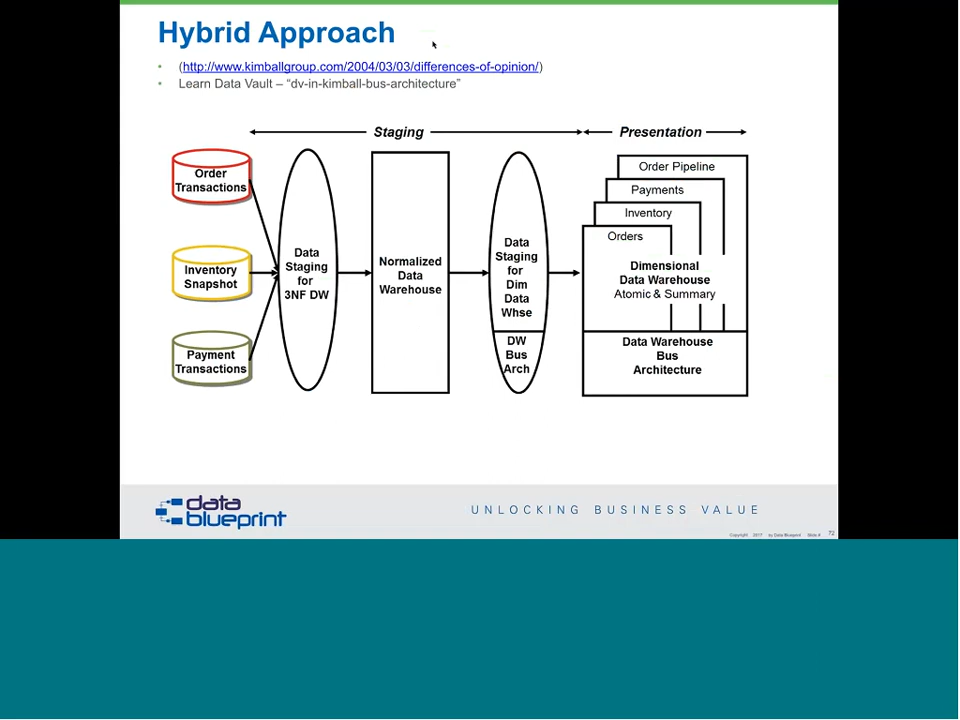 Hybrid Approach
• (http://www.kimballgroup.com/2004/03/03/differences-of-opinion/)
• Learn Data Vault – “dv-in-kimball-bus-architecture”
Staging
Presentation
Order
Transactions
Inventory
Snapshot
Payment
Transactions
Data
Staging
for
3NF DW
Normalized
Data
Warehouse
Data
Staging
for
Dim
Data
Whse
DW
Bus
Arch
Order Pipeline
Payments
Inventory
Orders
Dimensional
Data Warehouse
Atomic & Summary
Data Warehouse
Bus
Architecture
data
blueprint
UNLOCKING BUSINESS VALUE
Copyright 2017 by Data Blueprint Slide # 72